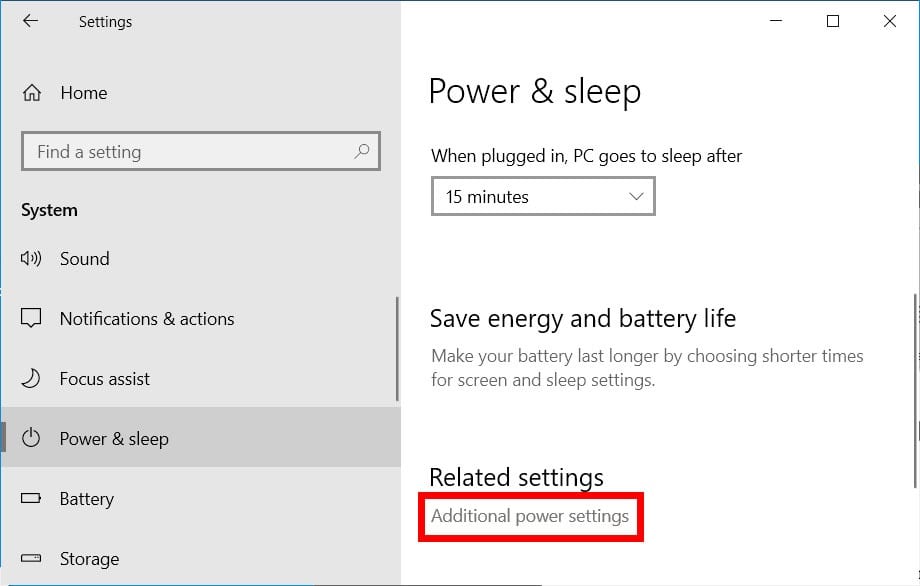 Settings
Home
Find a setting
System
Sound
Notifications & actions
Focus assist
Power & sleep
Battery
Storage
Power & sleep
When plugged in, PC goes to sleep after
15 minutes
Save energy and battery life
Make your battery last longer by choosing shorter times
for screen and sleep settings.
Related settings
Additional power settings